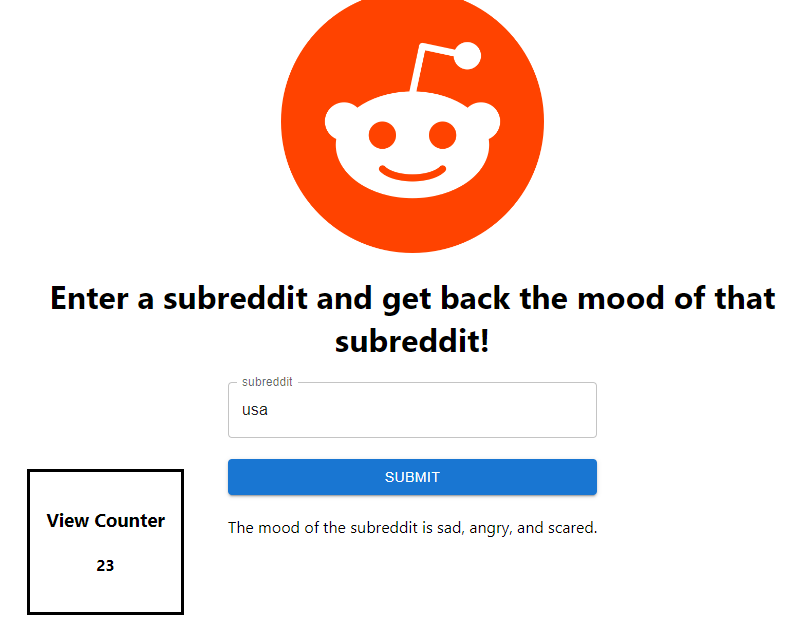 Enter a subreddit and get back the mood of that
subreddit!
subreddit
usa
SUBMIT
The mood of the subreddit is sad, angry, and scared.
View Counter
23